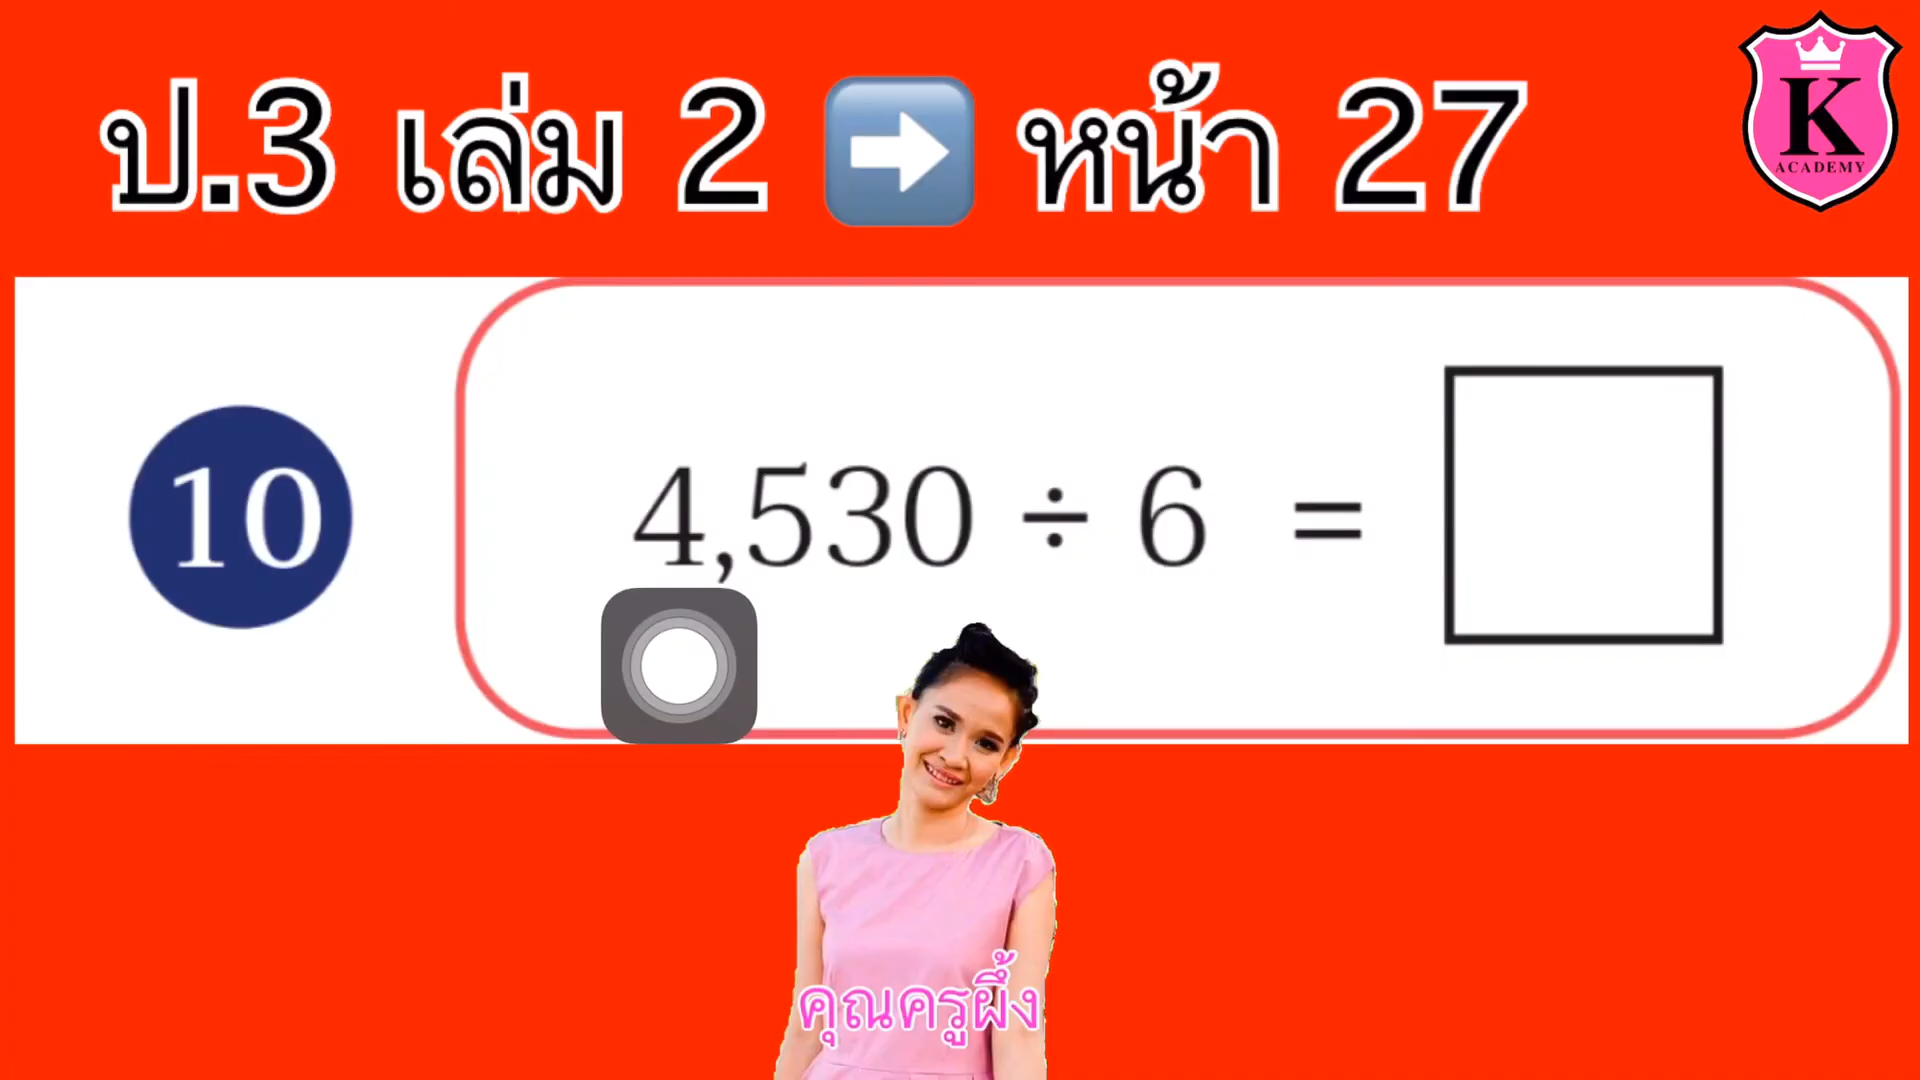 ป.3 เล่ม 2 ➡ หน้า 27
K
ACADEMY
10
4,530 ÷ 6 =
คุณครูผึ้ง